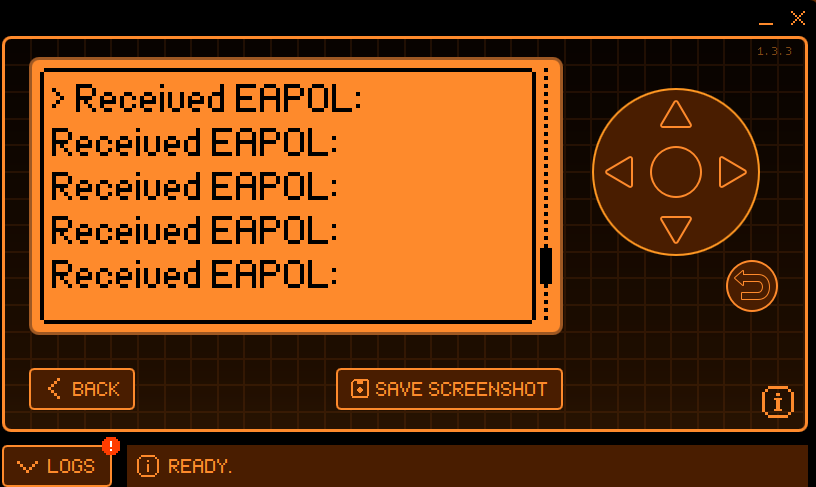 1.3.3
> Received EAPOL:
Received EAPOL:
Received EAPOL:
Received EAPOL:
Received EAPOL:
BACK
SAVE SCREENSHOT
LOGS
READY.